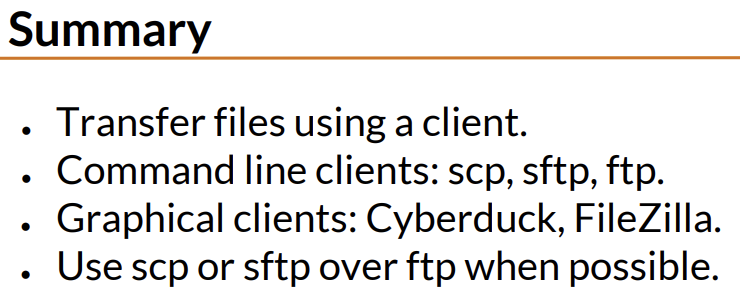 Summary
• Transfer files using a client.
• Command line clients: scp, sftp, ftp.
• Graphical clients: Cyberduck, FileZilla.
• Use scp or sftp over ftp when possible.